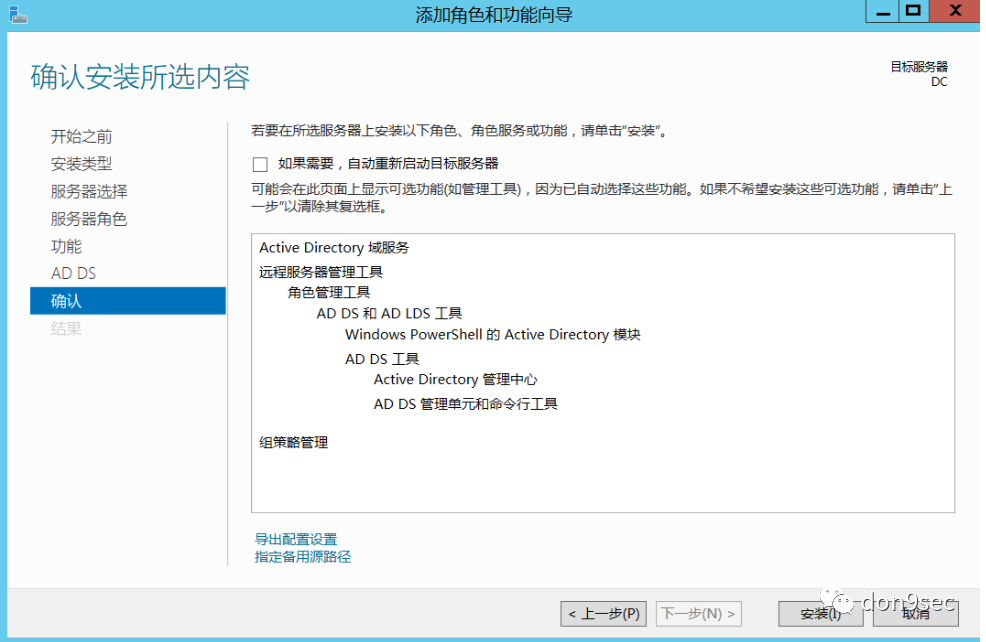 添加角色和功能向导
确认安装所选内容
目标服务器
DC
开始之前
安装类型
服务器选择
服务器角色
功能
AD DS
确认
结果
若要在所选服务器上安装以下角色、角色服务或功能，请单击“安装”。
如果需要，自动重新启动目标服务器
可能会在此页面上显示可选功能(如管理工具)，因为已自动选择这些功能。如果不希望安装这些可选功能，请单击“上
一步”以清除其复选框。
Active Directory 域服务
远程服务器管理工具
角色管理工具
AD DS 和 AD LDS 工具
Windows PowerShell 的 Active Directory 模块
AD DS 工具
Active Directory 管理中心
AD DS 管理单元和命令行工具
组策略管理
导出配置设置
指定备用源路径
< 上一步(P)
下一步(N) >
安装(I)
取消
don9sec